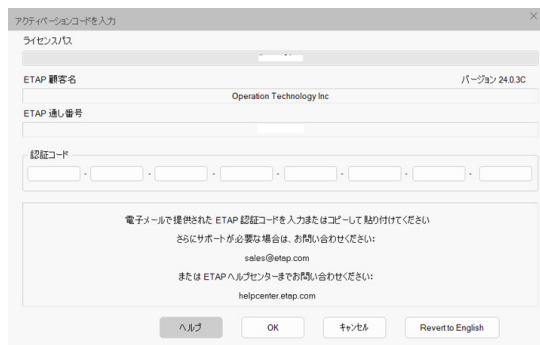 アクティベーションコードを入力
ライセンスパス
ETAP 顧客名 バージョン 24.0.3C
Operation Technology Inc
ETAP 通し番号
認証コード
- - - - - - -
電子メールで提供された ETAP 認証コードを入力またはコピーして貼り付けてください
さらにサポートが必要な場合は、お問い合わせください:
sales@etap.com
または ETAP ヘルプセンターまでお問い合わせください:
helpcenter.etap.com
ヘルプ OK キャンセル Revert to English